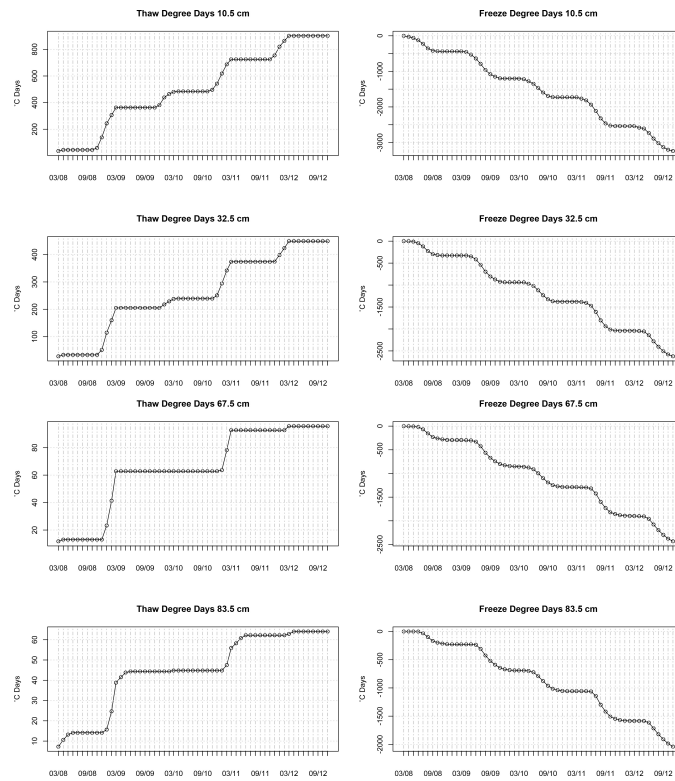 Thaw Degree Days 10.5 cm
°C Days
200 400 600 800
03/08 09/08 03/09 09/09 03/10 09/10 03/11 09/11 03/12 09/12
Freeze Degree Days 10.5 cm
°C Days
-3000 -2000 -1000 0
03/08 09/08 03/09 09/09 03/10 09/10 03/11 09/11 03/12 09/12
Thaw Degree Days 32.5 cm
°C Days
100 200 300 400
03/08 09/08 03/09 09/09 03/10 09/10 03/11 09/11 03/12 09/12
Freeze Degree Days 32.5 cm
°C Days
-2500 -1500 -500 0
03/08 09/08 03/09 09/09 03/10 09/10 03/11 09/11 03/12 09/12
Thaw Degree Days 67.5 cm
°C Days
20 40 60 80
03/08 09/08 03/09 09/09 03/10 09/10 03/11 09/11 03/12 09/12
Freeze Degree Days 67.5 cm
°C Days
-2500 -1500 -500 0
03/08 09/08 03/09 09/09 03/10 09/10 03/11 09/11 03/12 09/12
Thaw Degree Days 83.5 cm
°C Days
10 20 30 40 50 60
03/08 09/08 03/09 09/09 03/10 09/10 03/11 09/11 03/12 09/12
Freeze Degree Days 83.5 cm
°C Days
-2000 -1500 -1000 -500 0
03/08 09/08 03/09 09/09 03/10 09/10 03/11 09/11 03/12 09/12